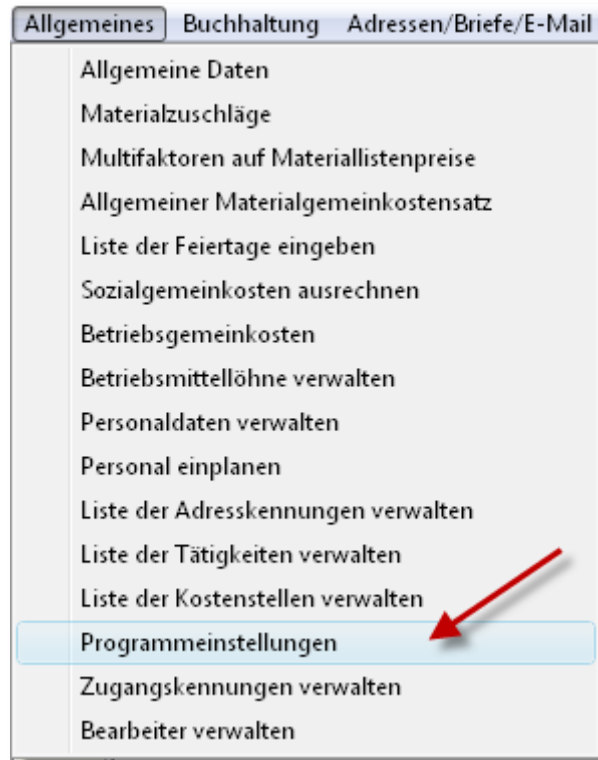 Allgemeines Buchhaltung Adressen/Briefe/E-Mail
Allgemeine Daten
Materialzuschläge
Multifaktoren auf Materiallistenpreise
Allgemeiner Materialgemeinkostensatz
Liste der Feiertage eingeben
Sozialgemeinkosten ausrechnen
Betriebsgemeinkosten
Betriebsmittellöhne verwalten
Personaldaten verwalten
Personal einplanen
Liste der Adresskennungen verwalten
Liste der Tätigkeiten verwalten
Liste der Kostenstellen verwalten
Programmeinstellungen
Zugangskennungen verwalten
Bearbeiter verwalten